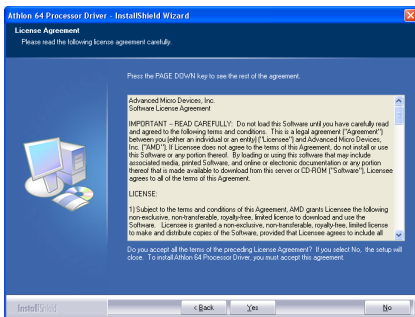 Athlon 64 Processor Driver - InstallShield Wizard
License Agreement
Please read the following license agreement carefully.
Press the PAGE DOWN key to see the rest of the agreement.
Advanced Micro Devices, Inc.
Software License Agreement
IMPORTANT – READ CAREFULLY: Do not load this Software until you have carefully read
and agreed to the following terms and conditions. This is a legal agreement ("Agreement")
between you (either an individual or an entity) ("Licensee") and Advanced Micro Devices,
Inc. ("AMD"). If Licensee does not agree to the terms of this Agreement, do not install or use
this Software or any portion thereof. By loading or using this software that may include
associated media, printed Software, and online or electronic documentation or any portion
thereof that is made available to download from this server or CD-ROM ("Software"), Licensee
agrees to all of the terms of this Agreement.
LICENSE:
1) Subject to the terms and conditions of this Agreement, AMD grants Licensee the following
non-exclusive, non-transferable, royalty-free, limited license to download and use the
Software. Licensee is granted a non-exclusive, non-transferable, royalty-free, limited license
to make and distribute copies of the Software, provided that Licensee agrees to include all
Do you accept all the terms of the preceding License Agreement? If you select No, the setup will
close. To install Athlon 64 Processor Driver, you must accept this agreement.
InstallShield
< Back
Yes
No